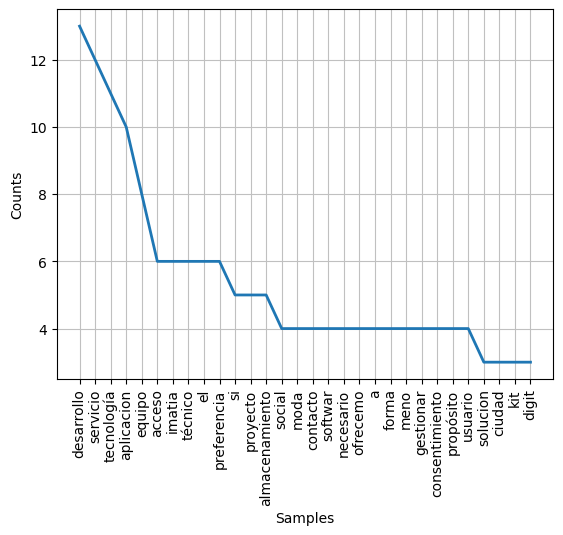 12
10
8
6
4
Counts
desarrollo
servicio
tecnología
aplicacion
equipo
acceso
imatia
técnico
el
preferencia
si
proyecto
almacenamiento
social
moda
contacto
softwar
necesario
ofrecemo
a
forma
meno
gestionar
consentimiento
propósito
usuario
solucion
ciudad
kit
digit
Samples